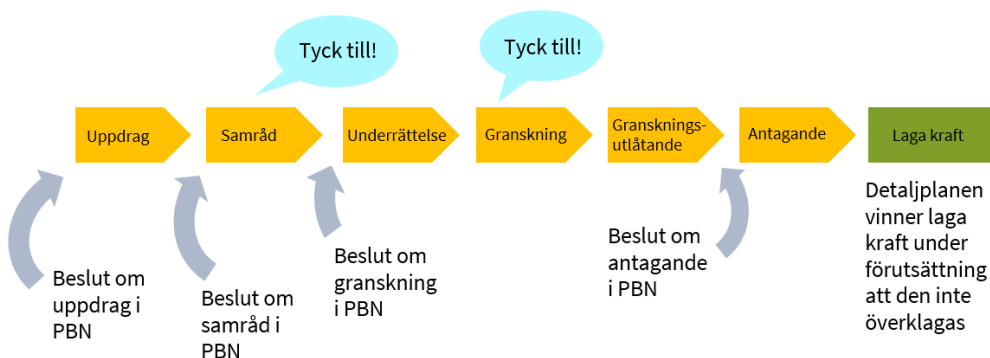 Tyck till!
Tyck till!
Uppdrag
Samråd
Underrättelse
Granskning
Gransknings-
utlåtande
Antagande
Laga kraft
Beslut om
uppdrag i
PBN
Beslut om
samråd i
PBN
Beslut om
granskning
i PBN
Beslut om
antagande
i PBN
Detaljplanen
vinner laga
kraft under
förutsättning
att den inte
överklagas